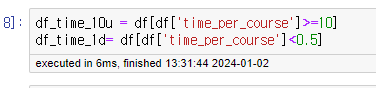 8]:
df_time_10u = df[df['time_per_course']>=10]
df_time_1d= df[df['time_per_course']<0.5]
executed in 6ms, finished 13:31:44 2024-01-02